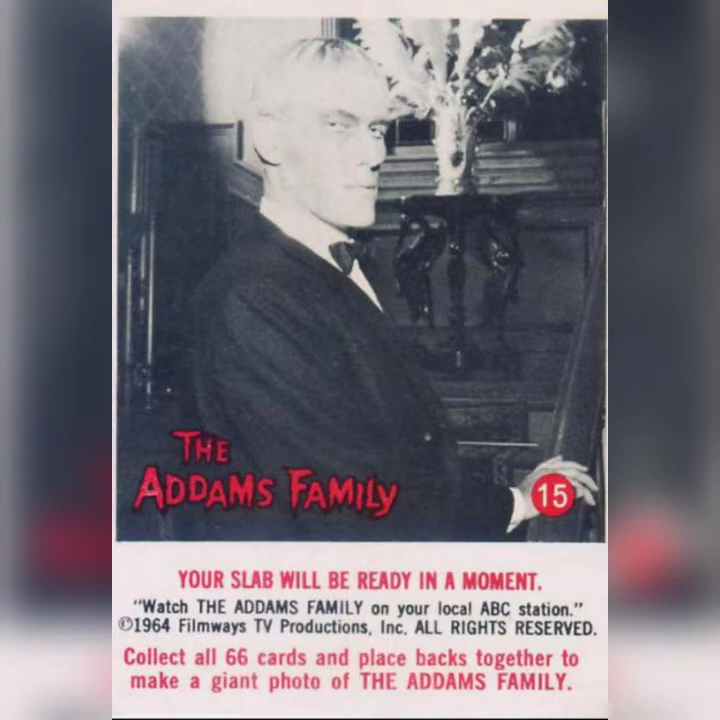 THE
ADDAMS FAMILY
15
YOUR SLAB WILL BE READY IN A MOMENT.
"Watch THE ADDAMS FAMILY on your local ABC station."
©1964 Filmways TV Productions, Inc. ALL RIGHTS RESERVED.
Collect all 66 cards and place backs together to
make a giant photo of THE ADDAMS FAMILY.